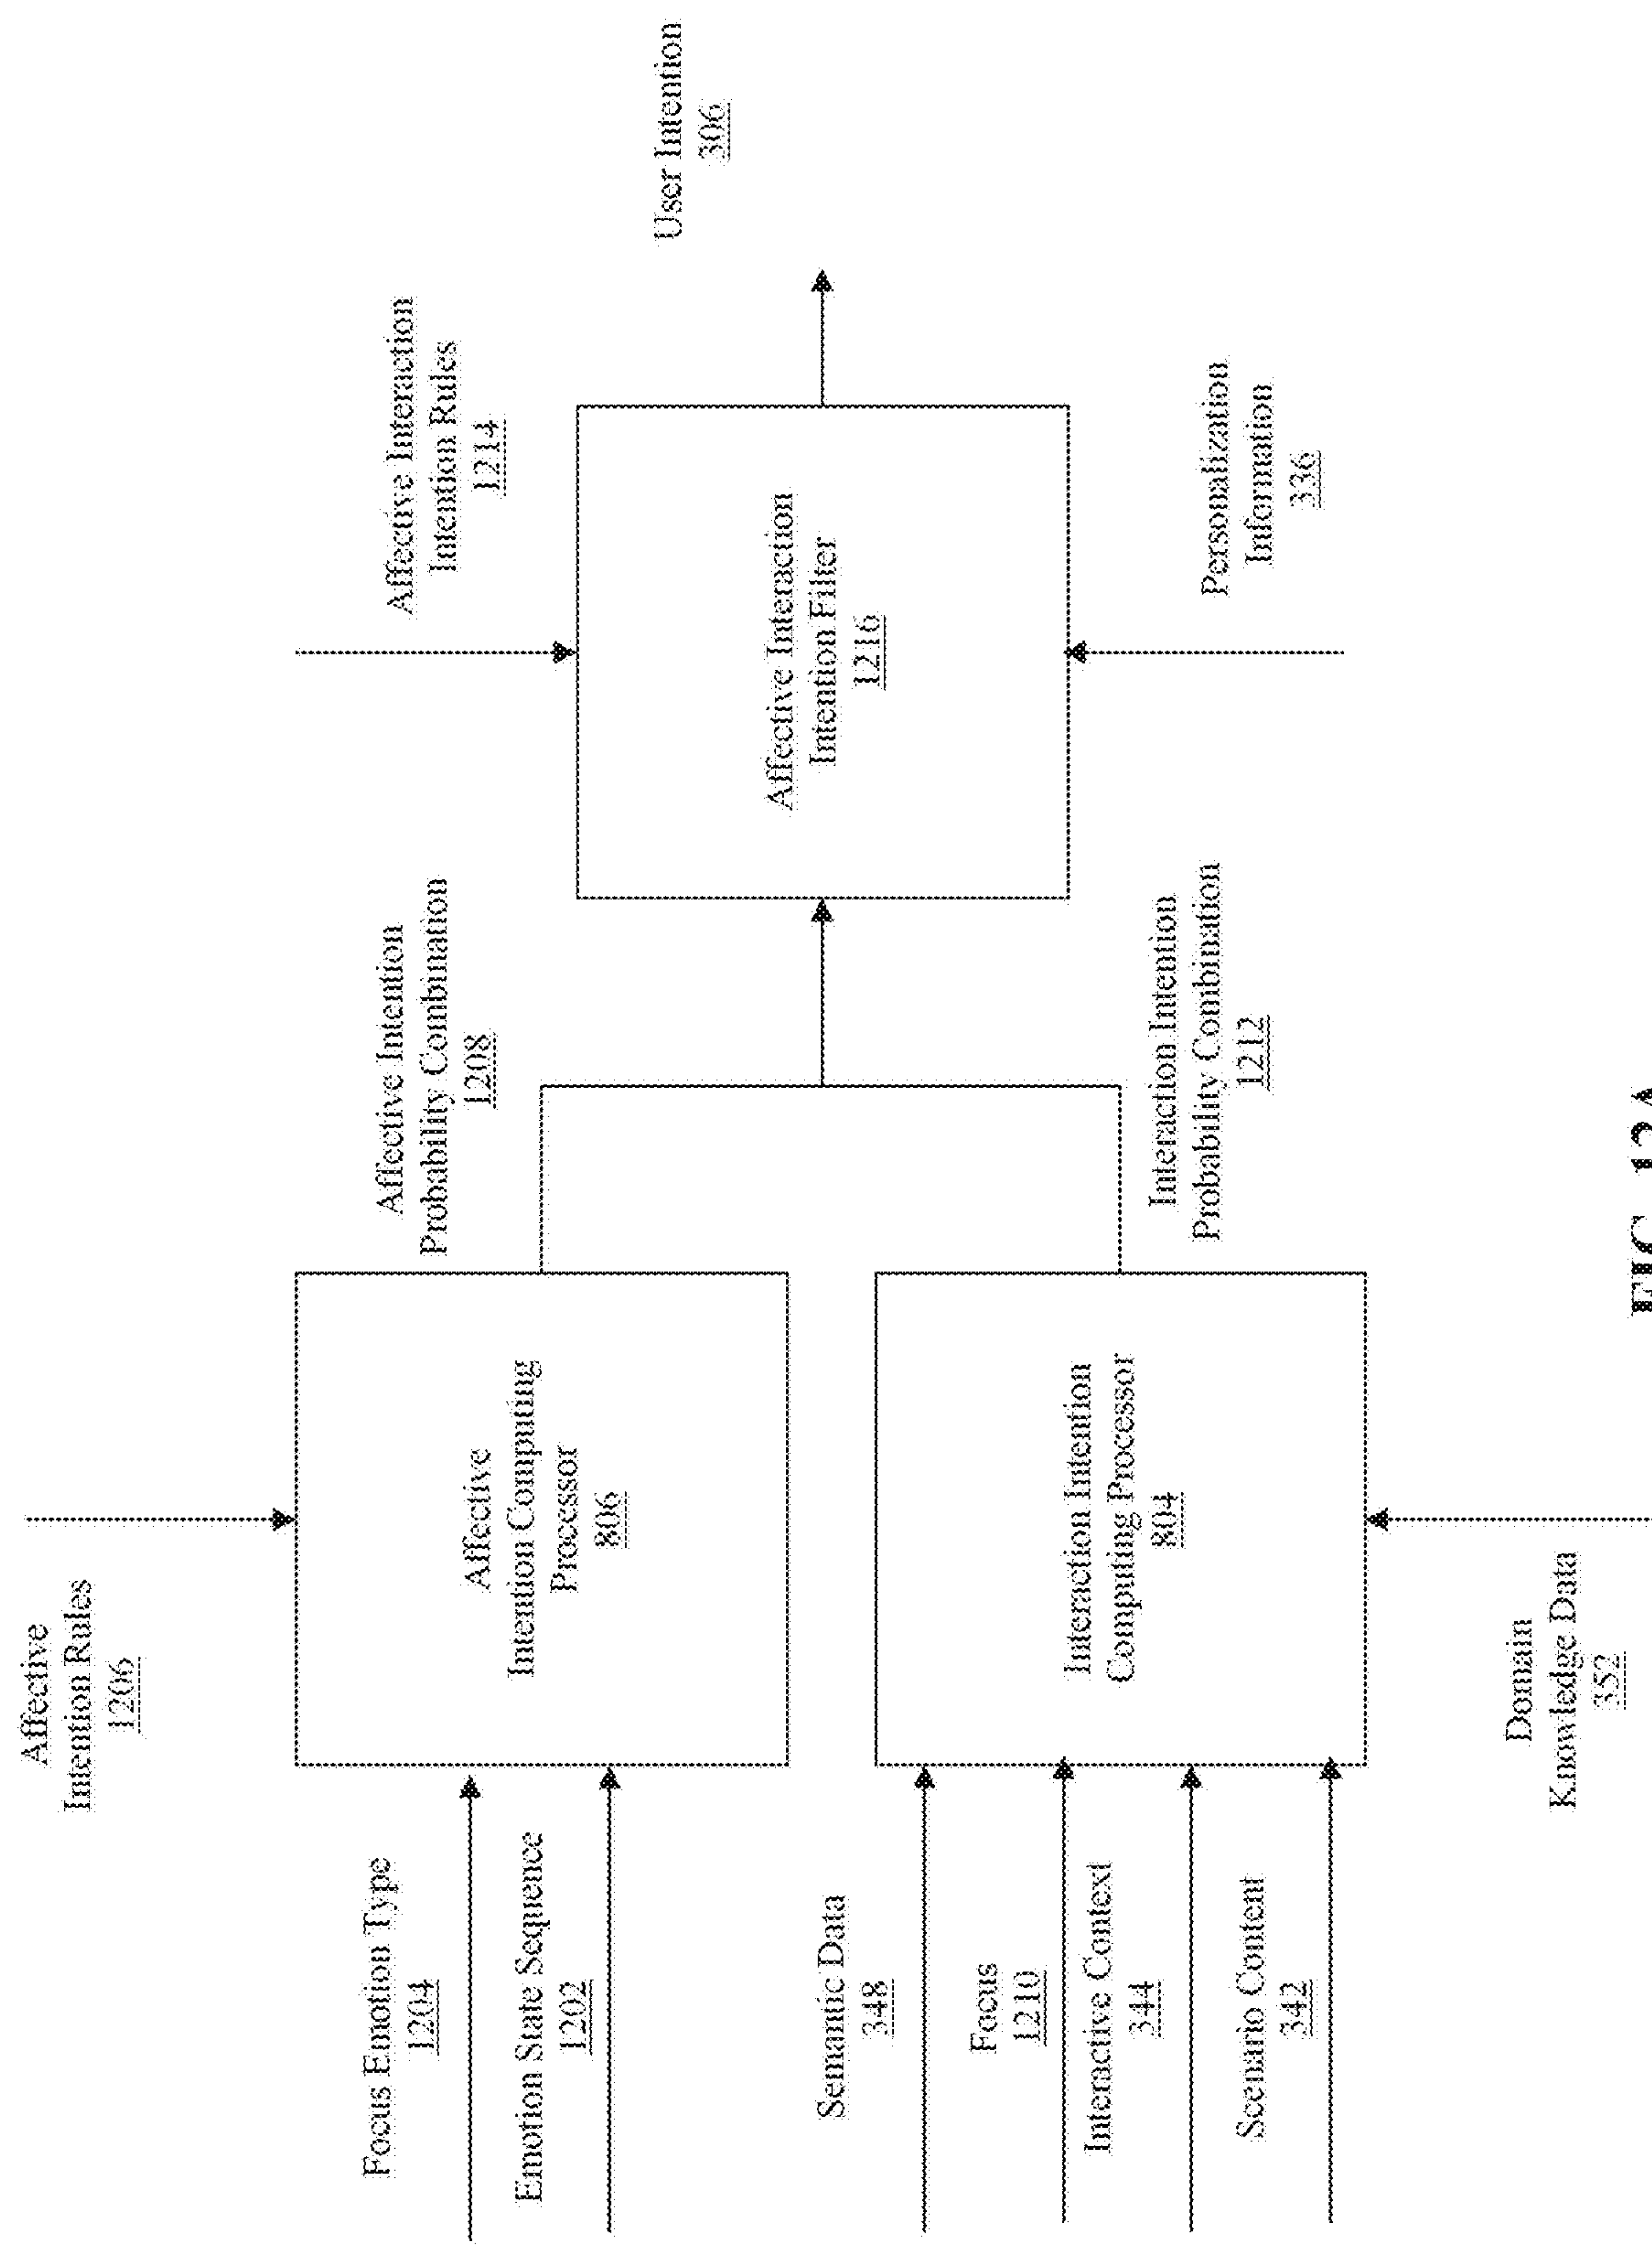 Affective
Intention Rules
1206
Focus Emotion Type
1204
Emotion State Sequence
1202
Affective
Intention Computing
Processor
806
Affective Intention
Probability Combination
1208
Affective Interaction
Intention Rules
1214
User Intention
306
Affective Interaction
Intention Filter
1216
Semantic Data
348
Focus
1210
Interactive Context
344
Scenario Content
342
Interaction Intention
Computing Processor
804
Interaction Intention
Probability Combination
1212
Personalization
Information
336
Domain
Knowledge Data
352
FIG. 12A